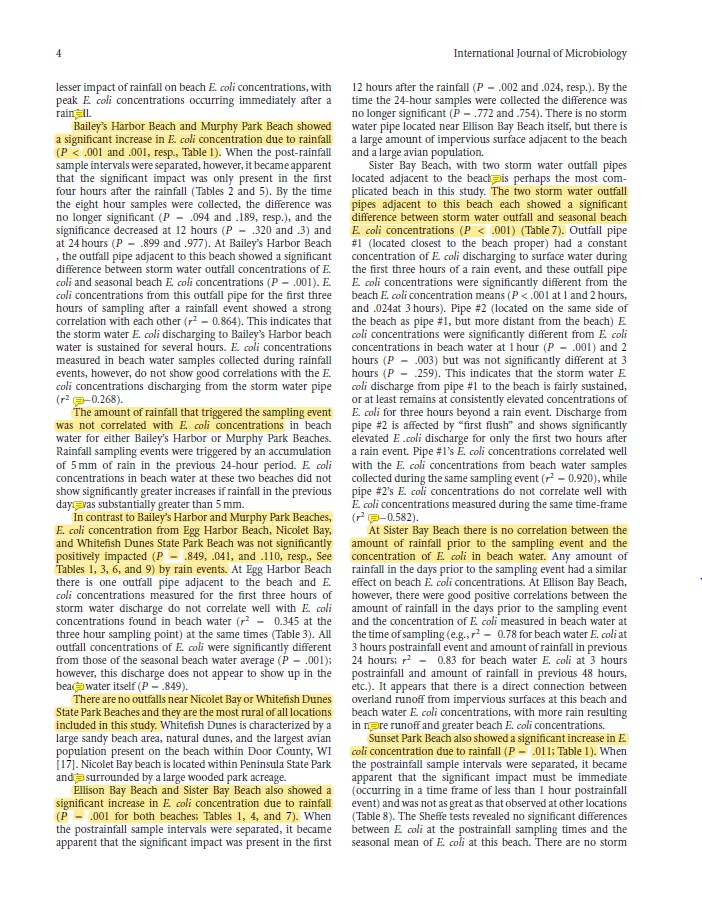 4
International Journal of Microbiology
lesser impact of rainfall on beach E. coli concentrations, with
peak E. coli concentrations occurring immediately after a
rainfall.
Bailey's Harbor Beach and Murphy Park Beach showed
a significant increase in E. coli concentration due to rainfall
(P < .001 and .001, resp., Table 1). When the post-rainfall
sample intervals were separated, however, it became apparent
that the significant impact was only present in the first
four hours after the rainfall (Tables 2 and 5). By the time
the eight hour samples were collected, the difference was
no longer significant (P = .094 and .189, resp.), and the
significance decreased at 12 hours (P = .320 and .3) and
at 24 hours (P = .899 and .977). At Bailey's Harbor Beach
, the outfall pipe adjacent to this beach showed a significant
difference between storm water outfall concentrations of E.
coli and seasonal beach E. coli concentrations (P = .001). E.
coli concentrations from this outfall pipe for the first three
hours of sampling after a rainfall event showed a strong
correlation with each other (r² = 0.864). This indicates that
the storm water E. coli discharging to Bailey's Harbor beach
water is sustained for several hours. E. coli concentrations
measured in beach water samples collected during rainfall
events, however, do not show good correlations with the E.
coli concentrations discharging from the storm water pipe
(r² =-0.268).
The amount of rainfall that triggered the sampling event
was not correlated with E. coli concentrations in beach
water for either Bailey's Harbor or Murphy Park Beaches.
Rainfall sampling events were triggered by an accumulation
of 5 mm of rain in the previous 24-hour period. E. coli
concentrations in beach water at these two beaches did not
show significantly greater increases if rainfall in the previous
day was substantially greater than 5 mm.
In contrast to Bailey's Harbor and Murphy Park Beaches,
E. coli concentration from Egg Harbor Beach, Nicolet Bay,
and Whitefish Dunes State Park Beach was not significantly
positively impacted (P = .849, .041, and .110, resp., See
Tables 1, 3, 6, and 9) by rain events. At Egg Harbor Beach
there is one outfall pipe adjacent to the beach and E.
coli concentrations measured for the first three hours of
storm water discharge do not correlate well with E. coli
concentrations found in beach water (r² = 0.345 at the
three hour sampling point) at the same times (Table 3). All
outfall concentrations of E. coli were significantly different
from those of the seasonal beach water average (P = .001);
however, this discharge does not appear to show up in the
beach water itself (P = .849).
There are no outfalls near Nicolet Bay or Whitefish Dunes
State Park Beaches and they are the most rural of all locations
included in this study. Whitefish Dunes is characterized by a
large sandy beach area, natural dunes, and the largest avian
population present on the beach within Door County, WI
[17]. Nicolet Bay beach is located within Peninsula State Park
and surrounded by a large wooded park acreage.
Ellison Bay Beach and Sister Bay Beach also showed a
significant increase in E. coli concentration due to rainfall
(P = .001 for both beaches; Tables 1, 4, and 7). When
the postrainfall sample intervals were separated, it became
apparent that the significant impact was present in the first
12 hours after the rainfall (P = .002 and .024, resp.). By the
time the 24-hour samples were collected the difference was
no longer significant (P = .772 and .754). There is no storm
water pipe located near Ellison Bay Beach itself, but there is
a large amount of impervious surface adjacent to the beach
and a large avian population.
Sister Bay Beach, with two storm water outfall pipes
located adjacent to the beach, is perhaps the most com-
plicated beach in this study. The two storm water outfall
pipes adjacent to this beach each showed a significant
difference between storm water outfall and seasonal beach
E. coli concentrations (P < .001) (Table 7). Outfall pipe
#1 (located closest to the beach proper) had a constant
concentration of E. coli discharging to surface water during
the first three hours of a rain event, and these outfall pipe
E. coli concentrations were significantly different from the
beach E. coli concentration means (P < .001 at 1 and 2 hours,
and .024at 3 hours). Pipe #2 (located on the same side of
the beach as pipe #1, but more distant from the beach) E.
coli concentrations were significantly different from E. coli
concentrations in beach water at 1 hour (P = .001) and 2
hours (P = .003) but was not significantly different at 3
hours (P = .259). This indicates that the storm water E.
coli discharge from pipe #1 to the beach is fairly sustained,
or at least remains at consistently elevated concentrations of
E. coli for three hours beyond a rain event. Discharge from
pipe #2 is affected by "first flush" and shows significantly
elevated E .coli discharge for only the first two hours after
a rain event. Pipe #1's E. coli concentrations correlated well
with the E. coli concentrations from beach water samples
collected during the same sampling event (r² = 0.920), while
pipe #2's E. coli concentrations do not correlate well with
E. coli concentrations measured during the same time-frame
(r² =-0.582).
At Sister Bay Beach there is no correlation between the
amount of rainfall prior to the sampling event and the
concentration of E. coli in beach water. Any amount of
rainfall in the days prior to sampling event had a similar
effect on beach E. coli concentrations. At Ellison Bay Beach,
however, there were good positive correlations between the
amount of rainfall in the days prior to the sampling event
and the concentration of E. coli measured in beach water at
the time of sampling (e.g., r² = 0.78 for beach water E. coli at
3 hours postrainfall event and amount of rainfall in previous
24 hours; r² = 0.83 for beach water E. coli at 3 hours
postrainfall and amount of rainfall in previous 48 hours,
etc.). It appears that there is a direct connection between
overland runoff from impervious surfaces at this beach and
beach water E. coli concentrations, with more rain resulting
in more runoff and greater beach E. coli concentrations.
Sunset Park Beach also showed a significant increase in E.
coli concentration due to rainfall (P = .011; Table 1). When
the postrainfall sample intervals were separated, it became
apparent that the significant impact must be immediate
(occurring in a time frame of less than 1 hour postrainfall
event) and was not as great as that observed at other locations
(Table 8). The Sheffe tests revealed no significant differences
between E. coli at the postrainfall sampling times and the
seasonal mean of E. coli at this beach. There are no storm